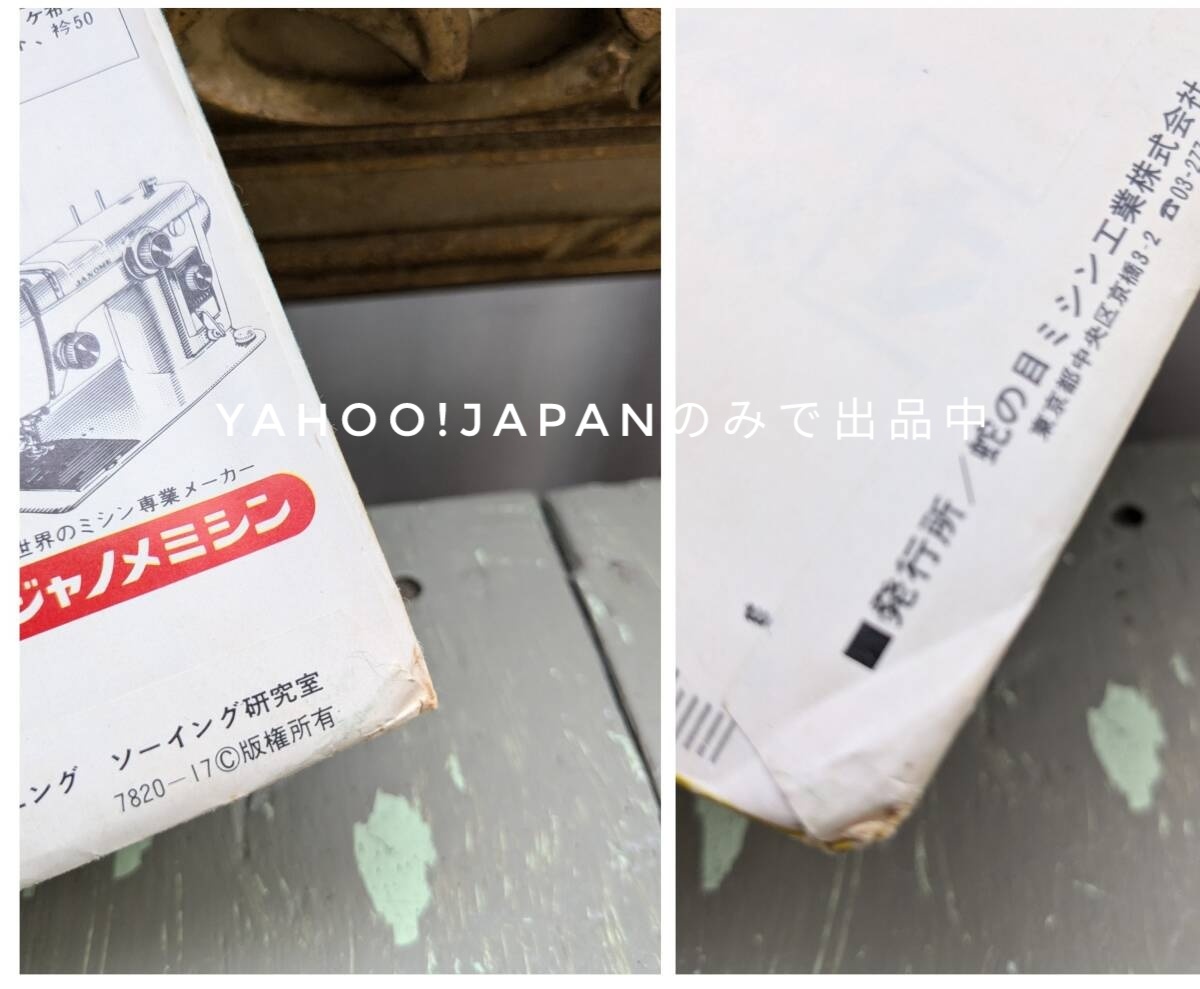 ケ布
、衿50
JANOME
世界のミシン専業メーカー
ジャノメミシン
ニング ソーイング研究室
7820-17©版権所有
YAHOO!JAPANのみで出品中
■発行所/蛇の目ミシン工業株式会社
東京都中央区京橋3-2 ☎03-277